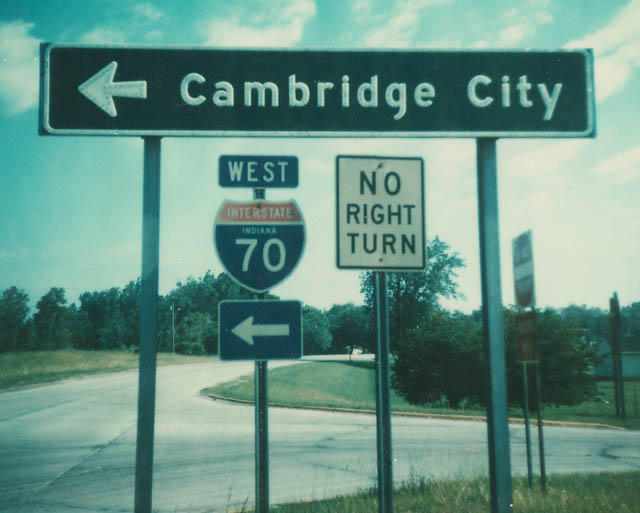 Cambridge City
WEST
INTERSTATE
INDIANA
70
NO
RIGHT
TURN